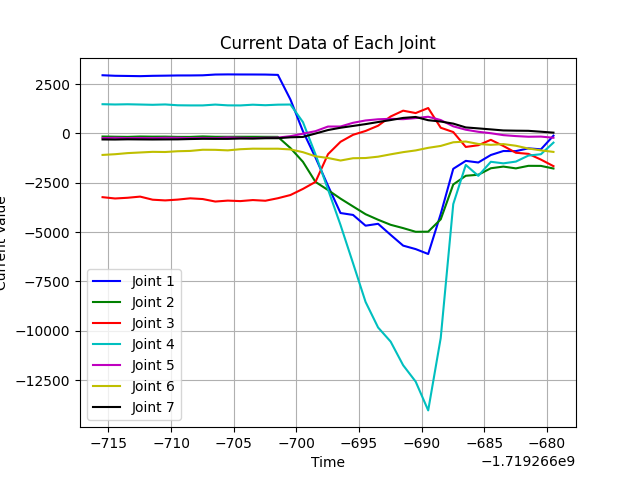 Current Data of Each Joint
2500
0
−2500
−5000
−7500
−10000
−12500
Current Value
Joint 1
Joint 2
Joint 3
Joint 4
Joint 5
Joint 6
Joint 7
−715 −710 −705 −700 −695 −690 −685 −680
Time
−1.719266e9